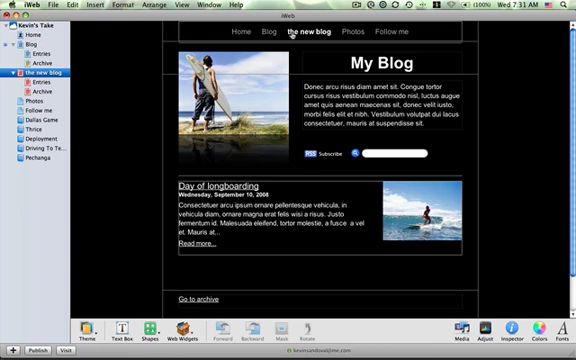 iWeb File Edit Insert Format Arrange View (100%) Wed 7:31 AM
iWeb
Kevin's Take
Home
Blog
Entries
Archive
the new blog
Entries
Archive
Photos
Follow me
Dallas Game
Thrice
Deployment
Driving To Te...
Pechanga
Home Blog the new blog Photos Follow me
My Blog
Donec arcu risus diam amet sit. Congue tortor
cursus risus vestibulum commodo nisl, luctus augue
amet quis aenean maecenas sit, donec velit iusto,
morbi felis elit et nibh. Vestibulum volutpat dui lacus
consectetuer, mauris at suspendisse sit.
RSS Subscribe
Day of longboarding
Wednesday, September 10, 2008
Consectetuer arcu ipsum ornare pellentesque vehicula, in
vehicula diam, ornare magna erat felis wisi a risus. Justo
fermentum id. Malesuada eleifend, tortor molestie, a fusce a vel
et. Mauris at...
Read more...
Go to archive
Theme Text Box Shapes Web Widgets Forward Backward Mask Rotate Media Adjust Inspector Colors Fonts
Publish Visit kevinsandoval@me.com